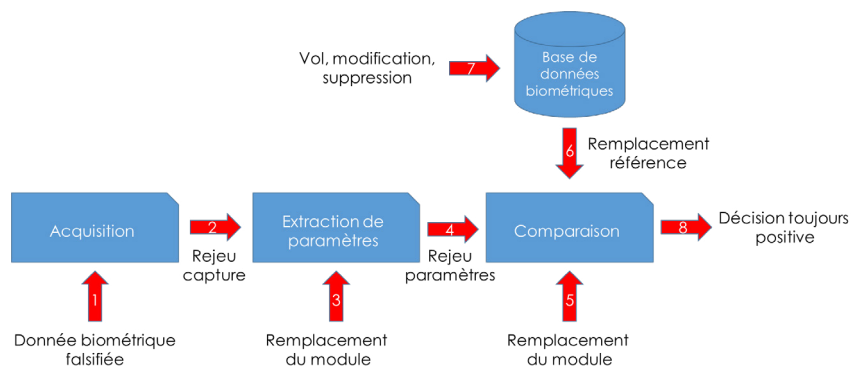 Vol, modification,
suppression
7
Base de
données
biométriques
6
Remplacement
référence
Acquisition
2
Rejeu
capture
Extraction de
paramètres
4
Rejeu
paramètres
Comparaison
8
Décision toujours
positive
1
Donnée biométrique
falsifiée
3
Remplacement
du module
5
Remplacement
du module